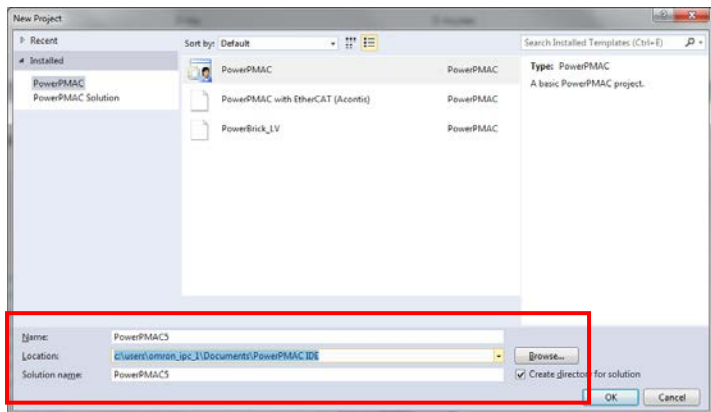 New Project
Recent
Installed
PowerPMAC
PowerPMAC Solution
Sort by: Default
Search Installed Templates (Ctrl+E)
PowerPMAC PowerPMAC
PowerPMAC with EtherCAT (Acontis) PowerPMAC
PowerBrick_LV PowerPMAC
Type: PowerPMAC
A basic PowerPMAC project.
Name: PowerPMAC5
Location: c:\users\omron_ipc_1\Documents\PowerPMAC IDE Browse...
Solution name: PowerPMAC5 Create directory for solution
OK Cancel